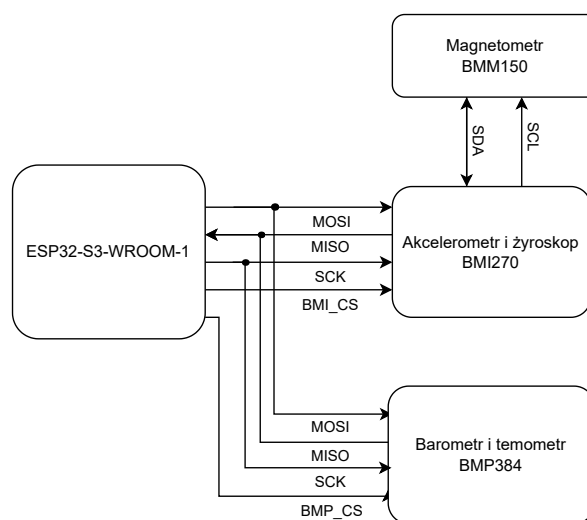 Magnetometr
BMM150
SDA
SCL
ESP32-S3-WROOM-1
MOSI
MISO
SCK
BMI_CS
Akcelerometr i żyroskop
BMI270
MOSI
MISO
SCK
BMP_CS
Barometr i temometr
BMP384